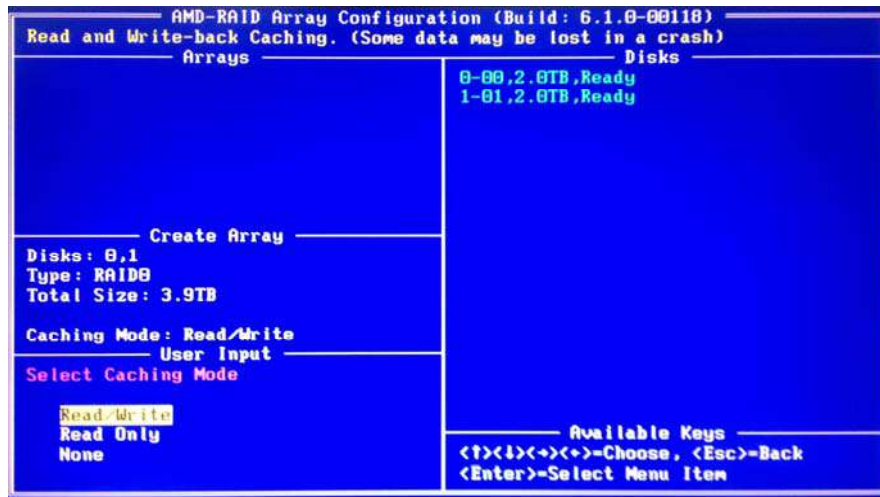 AMD-RAID Array Configuration (Build: 6.1.0-00118)
Read and Write-back Caching. (Some data may be lost in a crash)
Arrays
Disks
0-00,2.0TB,Ready
1-01,2.0TB,Ready
Create Array
Disks: 0,1
Type: RAID0
Total Size: 3.9TB
Caching Mode: Read/Write
User Input
Select Caching Mode
Read/Write
Read Only
None
Available Keys
<↑><↓><→><←>=Choose, <Esc>=Back
<Enter>=Select Menu Item